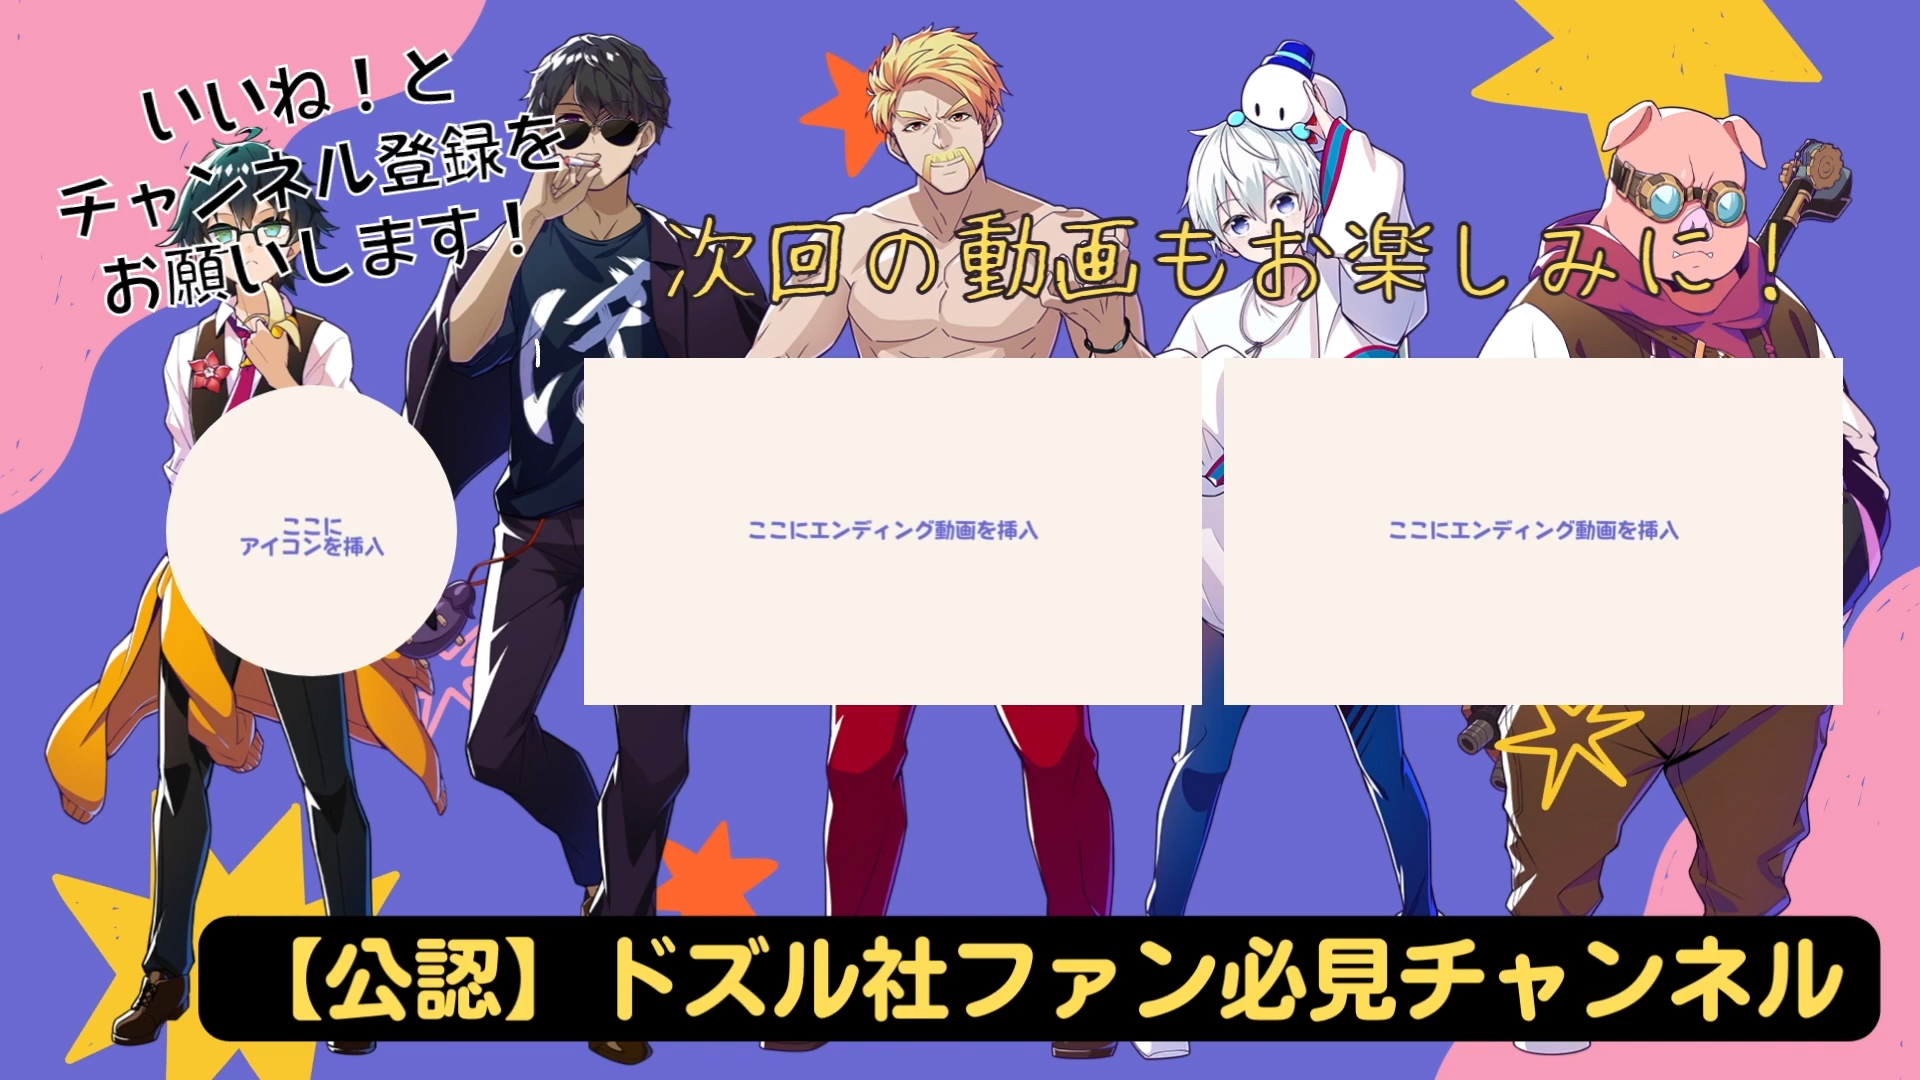 いいね！と
チャンネル登録を
お願いします！
次回の動画もお楽しみに！
ここに
アイコンを挿入
ここにエンディング動画を挿入
ここにエンディング動画を挿入
【公認】ドズル社ファン必見チャンネル